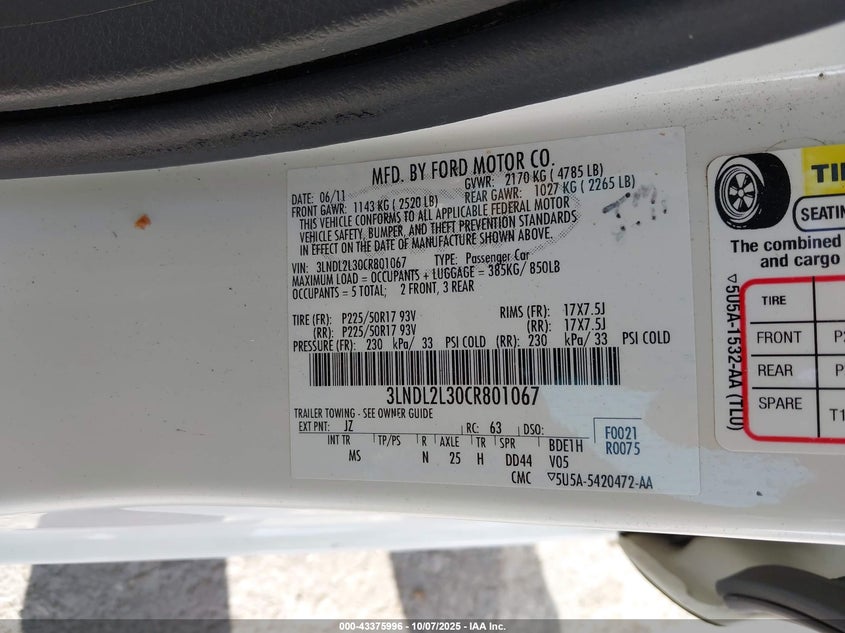 MFD. BY FORD MOTOR CO.
DATE: 06/11 GVWR: 2170 KG ( 4785 LB)
FRONT GAWR: 1143 KG ( 2520 LB) REAR GAWR: 1027 KG ( 2265 LB)
THIS VEHICLE CONFORMS TO ALL APPLICABLE FEDERAL MOTOR
VEHICLE SAFETY, BUMPER, AND THEFT PREVENTION STANDARDS
IN EFFECT ON THE DATE OF MANUFACTURE SHOWN ABOVE.
VIN: 3LNDL2L30CR801067 TYPE: Passenger Car
MAXIMUM LOAD = OCCUPANTS + LUGGAGE = 385KG/ 850LB
OCCUPANTS = 5 TOTAL; 2 FRONT, 3 REAR
TIRE (FR): P225/50R17 93V RIMS (FR): 17X7.5J
(RR): P225/50R17 93V (RR): 17X7.5J
PRESSURE (FR): 230 kPa/ 33 PSI COLD (RR): 230 kPa/ 33 PSI COLD
3LNDL2L30CR801067
TRAILER TOWING - SEE OWNER GUIDE
EXT PNT: JZ RC: 63 DSO: F0021
INT TR TP/PS R AXLE TR SPR BDE1H R0075
MS N 25 H DD44 V05
CMC ▽5U5A-5420472-AA
TI
SEATIN
The combined
and cargo
TIRE
FRONT P2
REAR P
SPARE T1
▽5U5A-1532-AA (TL0)
000-43375996 - 10/07/2025 - IAA Inc.